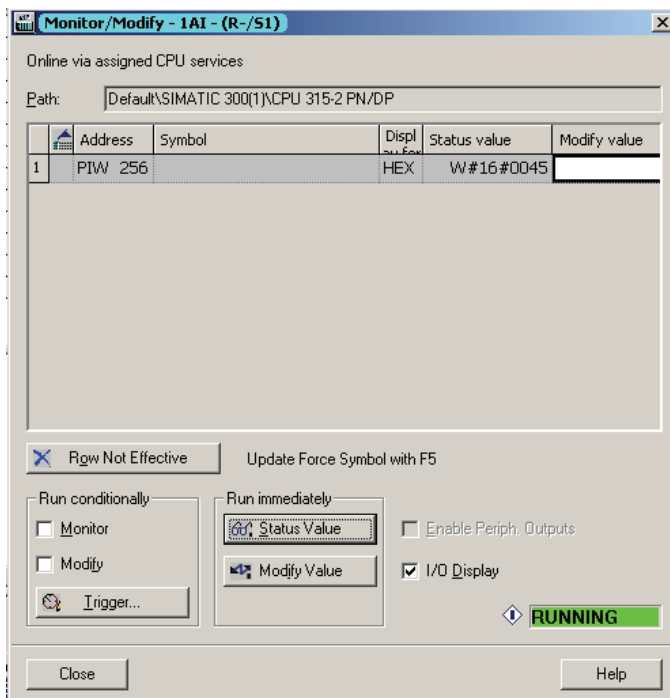 Monitor/Modify - 1AI - (R-/S1)
Online via assigned CPU services
Path: Default\SIMATIC 300(1)\CPU 315-2 PN/DP
Address Symbol Displ Status value Modify value
1 PIW 256 HEX W#16#0045
Row Not Effective Update Force Symbol with F5
Run conditionally Run immediately
Monitor Status Value Enable Periph. Outputs
Modify Modify Value I/O Display
Trigger...
RUNNING
Close Help